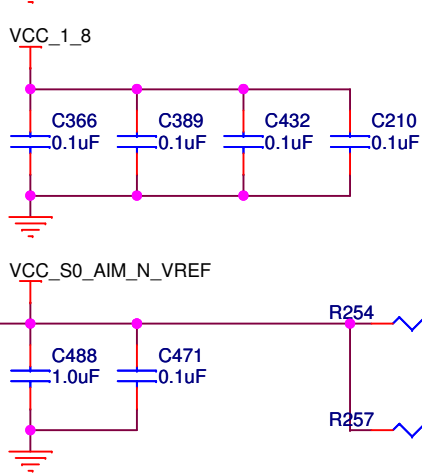 VCC_1_8
C366 C389 C432 C210
0.1uF 0.1uF 0.1uF 0.1uF
VCC_S0_AIM_N_VREF
R254
C488 C471
1.0uF 0.1uF
R257